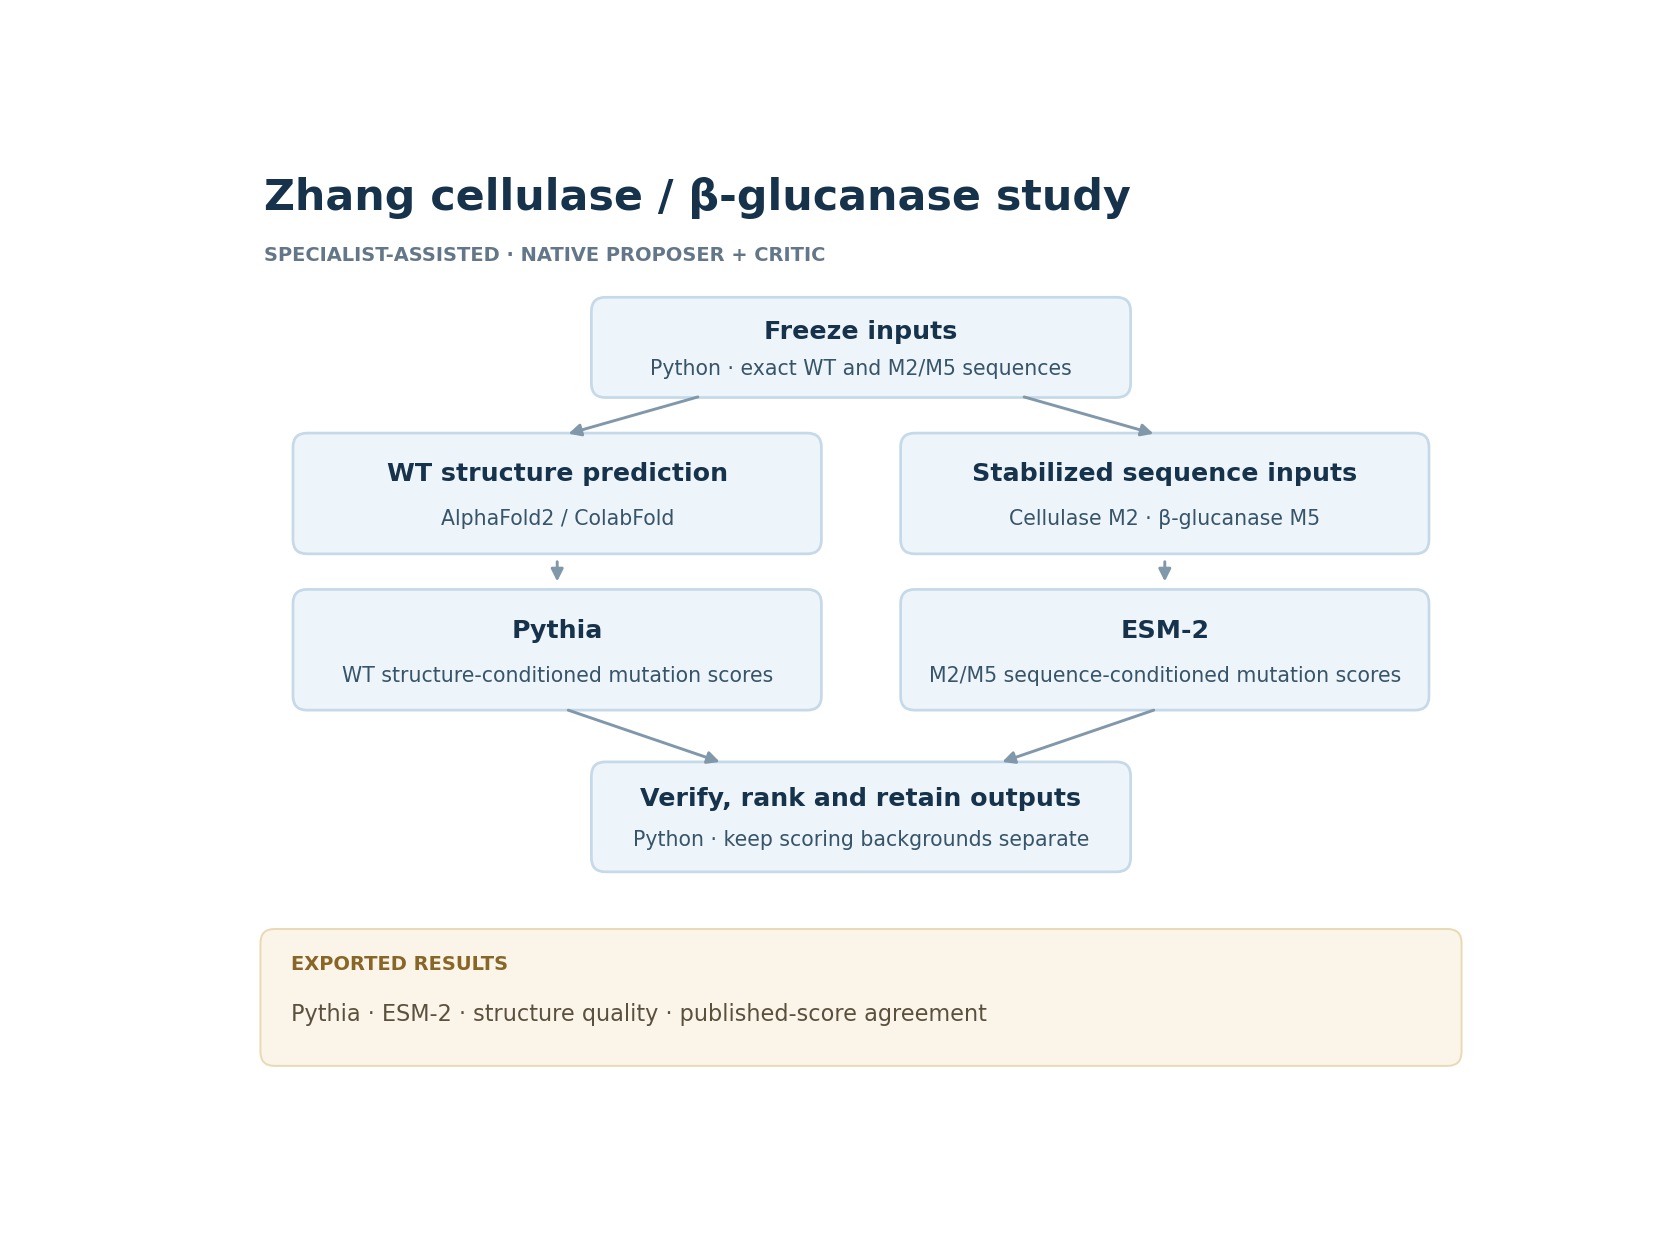 Zhang cellulase / β-glucanase study
SPECIALIST-ASSISTED · NATIVE PROPOSER + CRITIC
Freeze inputs
Python · exact WT and M2/M5 sequences
WT structure prediction
AlphaFold2 / ColabFold
Stabilized sequence inputs
Cellulase M2 · β-glucanase M5
Pythia
WT structure-conditioned mutation scores
ESM-2
M2/M5 sequence-conditioned mutation scores
Verify, rank and retain outputs
Python · keep scoring backgrounds separate
EXPORTED RESULTS
Pythia · ESM-2 · structure quality · published-score agreement